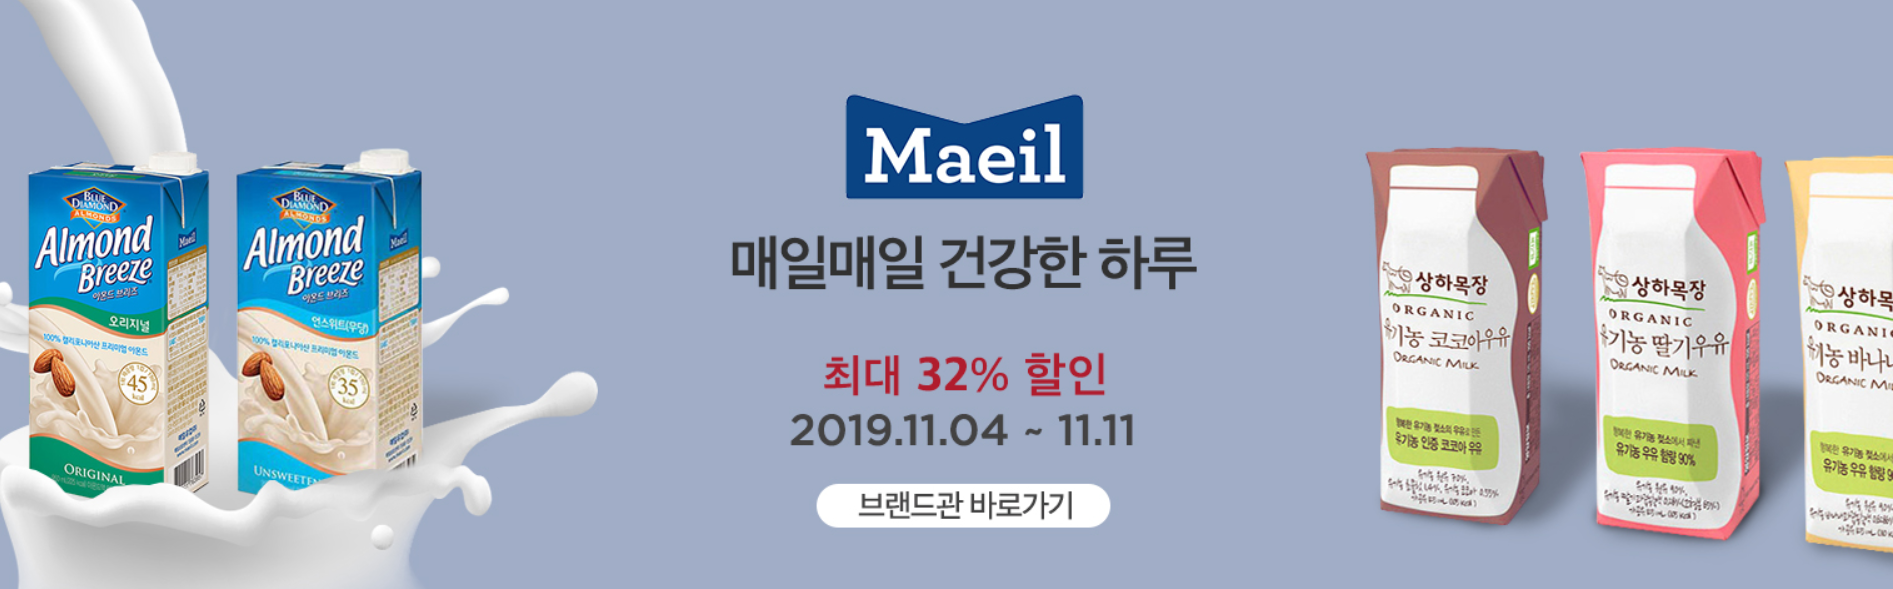 Maeil
매일매일 건강한 하루
최대 32% 할인
2019.11.04 ~ 11.11
브랜드관 바로가기
BLUE
DIAMOND
ALMONDS
Almond
Breeze
Maeil
아몬드 브리즈
오리지널
100% 캘리포니아산 프리미엄 아몬드
45
kcal
ORIGINAL
BLUE
DIAMOND
ALMONDS
Almond
Breeze
Maeil
아몬드 브리즈
언스위트(무당)
100% 캘리포니아산 프리미엄 아몬드
35
kcal
UNSWEETEN
상하목장
ORGANIC
유기농 코코아우유
ORGANIC MILK
행복한 유기농 젖소의 우유로 만든
유기농 인증 코코아 우유
상하목장
ORGANIC
유기농 딸기우유
ORGANIC MILK
행복한 유기농 젖소에서 짜낸
유기농 우유 함량 90%
상하목
ORGANIC
유기농 바나나
ORGANIC MI
행복한 유기농 젖소에서
유기농 우유 함량 9